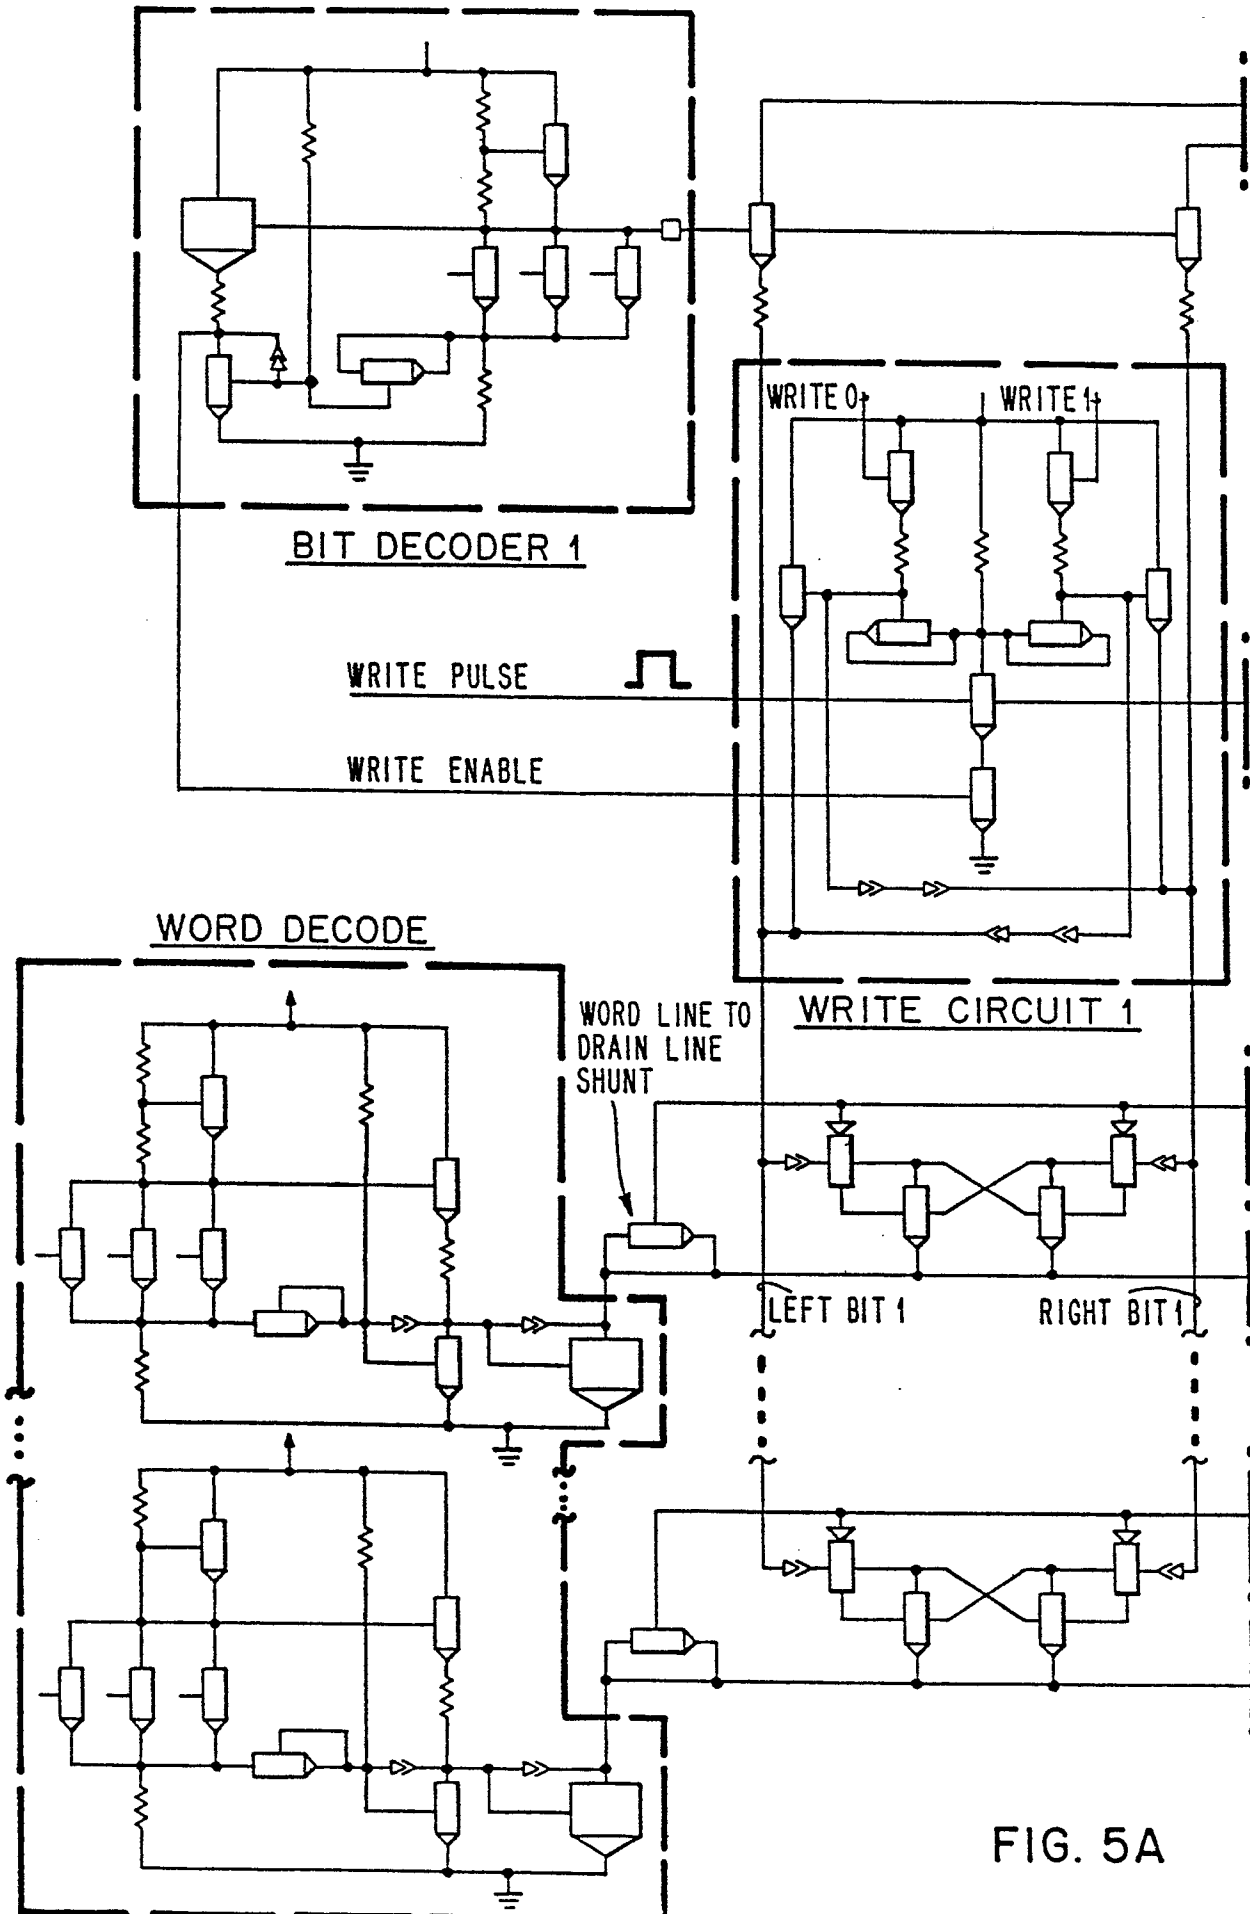 WRITE 0
WRITE 1
BIT DECODER 1
WRITE PULSE
WRITE ENABLE
WORD DECODE
WORD LINE TO
DRAIN LINE
SHUNT
WRITE CIRCUIT 1
LEFT BIT 1
RIGHT BIT 1
FIG. 5A